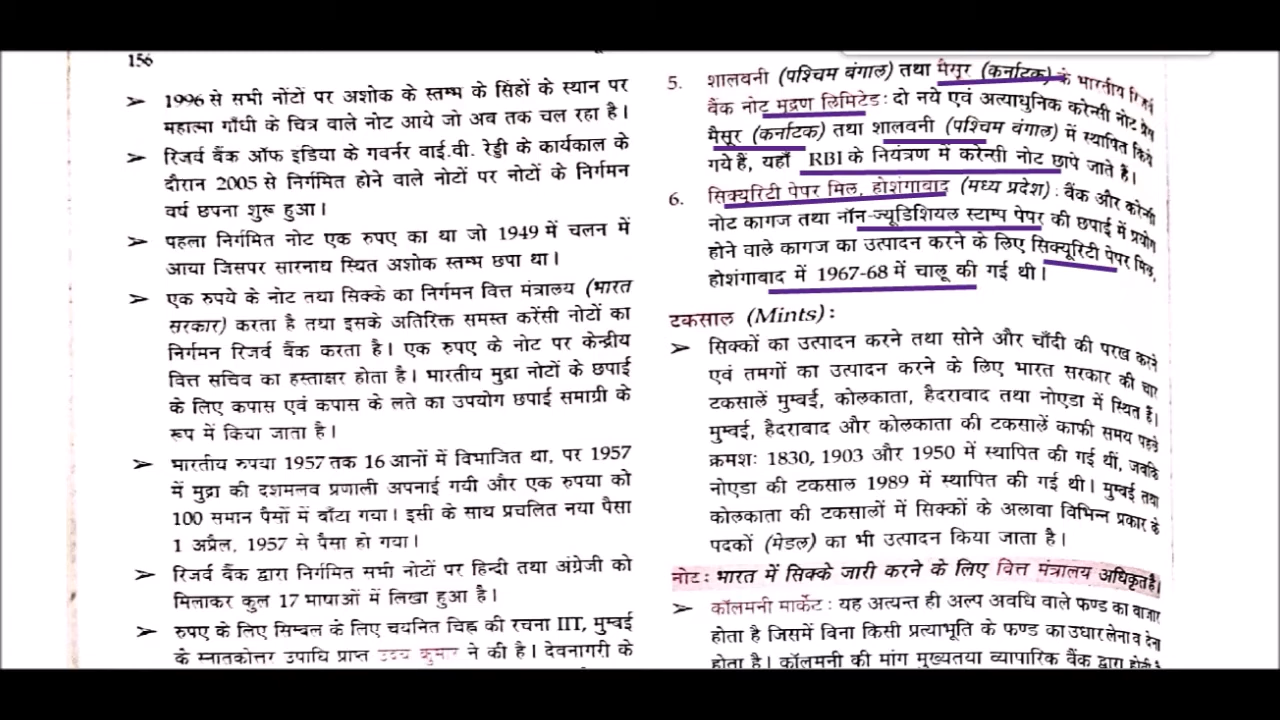 156
➤ 1996 से सभी नोंटों पर अशोक के स्तम्भ के सिंहों के स्थान पर
महात्मा गाँधी के चित्र वाले नोट आये जो अब तक चल रहा है।
➤ रिजर्व बैंक ऑफ इंडिया के गवर्नर वाई.वी. रेड्डी के कार्यकाल के
दौरान 2005 से निर्गमित होने वाले नोटों पर नोटों के निर्गमन
वर्ष छपना शुरू हुआ।
➤ पहला निर्गमित नोट एक रुपए का था जो 1949 में चलन में
आया जिसपर सारनाथ स्थित अशोक स्तम्भ छपा था।
➤ एक रुपये के नोट तथा सिक्के का निर्गमन वित्त मंत्रालय (भारत
सरकार) करता है तथा इसके अतिरिक्त समस्त करेंसी नोटों का
निर्गमन रिजर्व बैंक करता है। एक रुपए के नोट पर केन्द्रीय
वित्त सचिव का हस्ताक्षर होता है। भारतीय मुद्रा नोटों के छपाई
के लिए कपास एवं कपास के लते का उपयोग छपाई समाग्री के
रूप में किया जाता है।
➤ भारतीय रुपया 1957 तक 16 आनों में विभाजित था, पर 1957
में मुद्रा की दशमलव प्रणाली अपनाई गयी और एक रुपया को
100 समान पैसों में बाँटा गया। इसी के साथ प्रचलित नया पैसा
1 अप्रैल, 1957 से पैसा हो गया।
➤ रिजर्व बैंक द्वारा निर्गमित सभी नोटों पर हिन्दी तथा अंग्रेजी को
मिलाकर कुल 17 भाषाओं में लिखा हुआ है।
➤ रुपए के लिए सिम्बल के लिए चयनित चिह्न की रचना IIT, मुम्बई
के स्नातकोत्तर उपाधि प्राप्त उदय कुमार ने की है। देवनागरी के
5. शालवनी (पश्चिम बंगाल) तथा मैसूर (कर्नाटक) के भारतीय रिजर्व
बैंक नोट मुद्रण लिमिटेड: दो नये एवं अत्याधुनिक करेन्सी नोट प्रेस
मैसूर (कर्नाटक) तथा शालवनी (पश्चिम बंगाल) में स्थापित किये
गये हैं, यहाँ RBI के नियंत्रण में करेन्सी नोट छापे जाते हैं।
6. सिक्यूरिटी पेपर मिल, होशंगाबाद (मध्य प्रदेश) : बैंक और करेन्सी
नोट कागज तथा नॉन-ज्यूडिशियल स्टाम्प पेपर की छपाई में प्रयोग
होने वाले कागज का उत्पादन करने के लिए सिक्यूरिटी पेपर मिल,
होशंगाबाद में 1967-68 में चालू की गई थी।
टकसाल (Mints) :
➤ सिक्कों का उत्पादन करने तथा सोने और चाँदी की परख करने
एवं तमगों का उत्पादन करने के लिए भारत सरकार की चार
टकसालें मुम्बई, कोलकाता, हैदराबाद तथा नोएडा में स्थित हैं।
मुम्बई, हैदराबाद और कोलकाता की टकसालें काफी समय पहले
क्रमशः 1830, 1903 और 1950 में स्थापित की गई थीं, जबकि
नोएडा की टकसाल 1989 में स्थापित की गई थी। मुम्बई तथा
कोलकाता की टकसालों में सिक्कों के अलावा विभिन्न प्रकार के
पदकों (मेडल) का भी उत्पादन किया जाता है।
नोट: भारत में सिक्के जारी करने के लिए वित्त मंत्रालय अधिकृत है।
➤ कॉलमनी मार्केट : यह अत्यन्त ही अल्प अवधि वाले फण्ड का बाजार
होता है जिसमें बिना किसी प्रत्याभूति के फण्ड का उधार लेना व देना
होता है। कॉलमनी की मांग मुख्यतया व्यापारिक बैंक द्वारा होती है